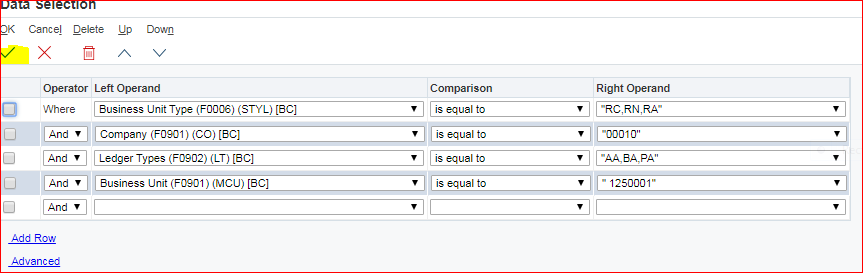 Data Selection
OK Cancel Delete Up Down
Operator Left Operand Comparison Right Operand
Where Business Unit Type (F0006) (STYL) [BC] is equal to "RC,RN,RA"
And Company (F0901) (CO) [BC] is equal to "00010"
And Ledger Types (F0902) (LT) [BC] is equal to "AA,BA,PA"
And Business Unit (F0901) (MCU) [BC] is equal to " 1250001"
And
Add Row
Advanced